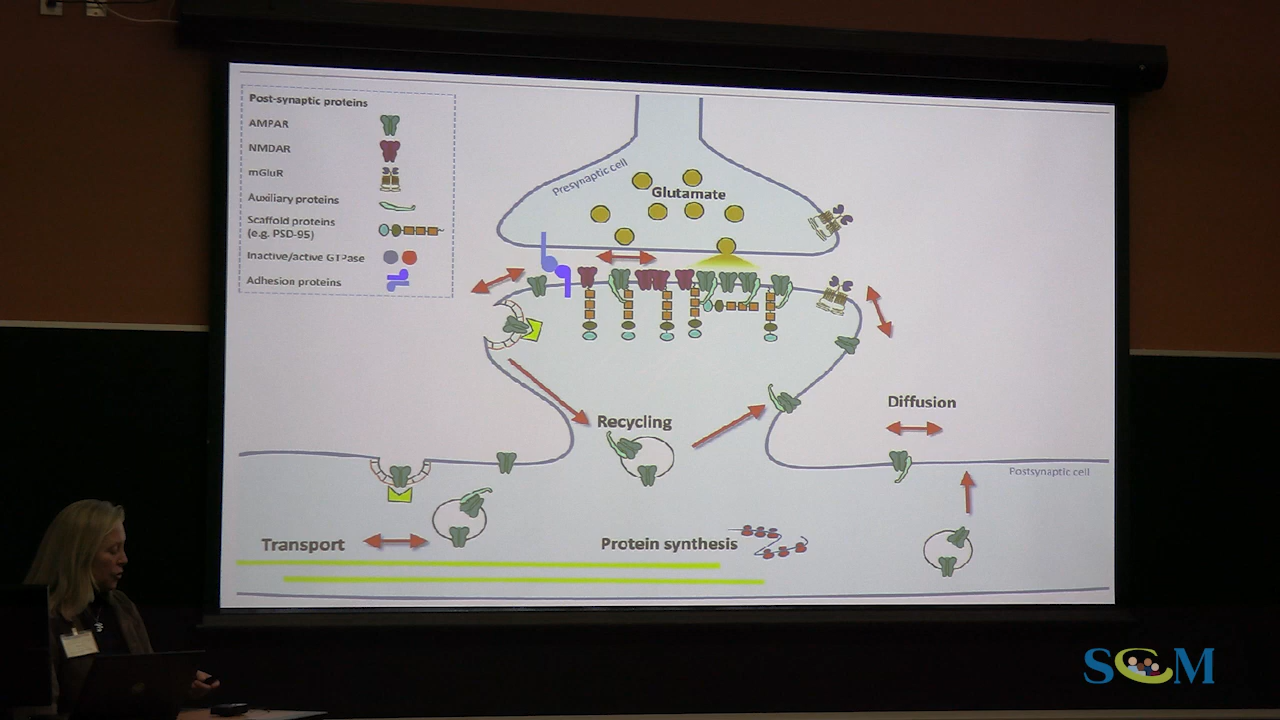 Post-synaptic proteins
AMPAR
NMDAR
mGluR
Auxiliary proteins
Scaffold proteins
(e.g. PSD-95)
Inactive/active GTPase
Adhesion proteins
Presynaptic cell
Glutamate
Recycling
Diffusion
Postsynaptic cell
Transport
Protein synthesis
SCM